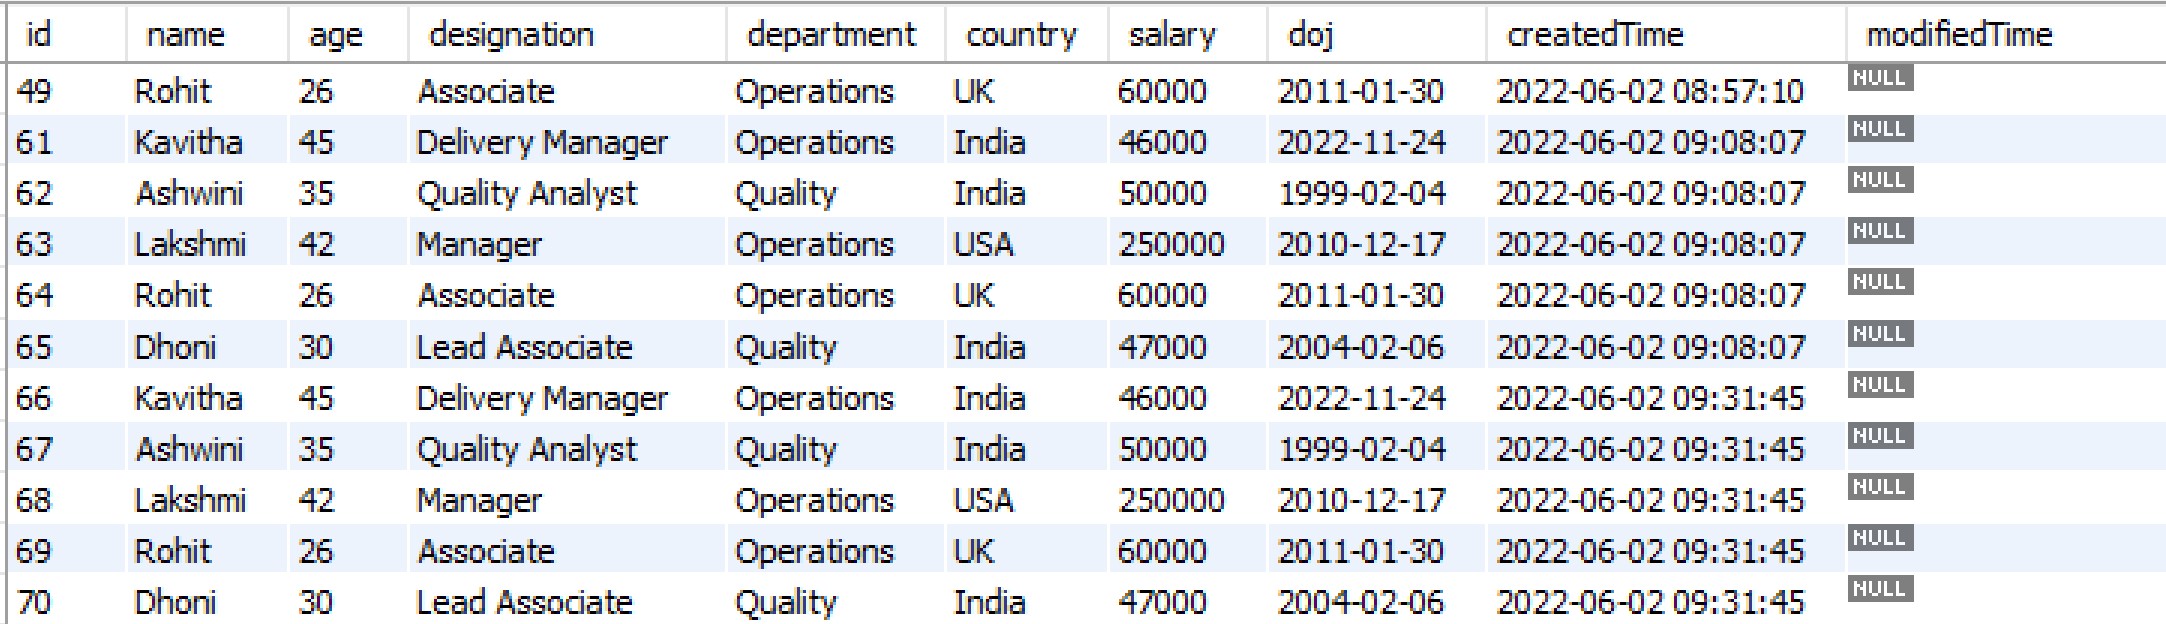 id name age designation department country salary doj createdTime modifiedTime
49 Rohit 26 Associate Operations UK 60000 2011-01-30 2022-06-02 08:57:10 NULL
61 Kavitha 45 Delivery Manager Operations India 46000 2022-11-24 2022-06-02 09:08:07 NULL
62 Ashwini 35 Quality Analyst Quality India 50000 1999-02-04 2022-06-02 09:08:07 NULL
63 Lakshmi 42 Manager Operations USA 250000 2010-12-17 2022-06-02 09:08:07 NULL
64 Rohit 26 Associate Operations UK 60000 2011-01-30 2022-06-02 09:08:07 NULL
65 Dhoni 30 Lead Associate Quality India 47000 2004-02-06 2022-06-02 09:08:07 NULL
66 Kavitha 45 Delivery Manager Operations India 46000 2022-11-24 2022-06-02 09:31:45 NULL
67 Ashwini 35 Quality Analyst Quality India 50000 1999-02-04 2022-06-02 09:31:45 NULL
68 Lakshmi 42 Manager Operations USA 250000 2010-12-17 2022-06-02 09:31:45 NULL
69 Rohit 26 Associate Operations UK 60000 2011-01-30 2022-06-02 09:31:45 NULL
70 Dhoni 30 Lead Associate Quality India 47000 2004-02-06 2022-06-02 09:31:45 NULL